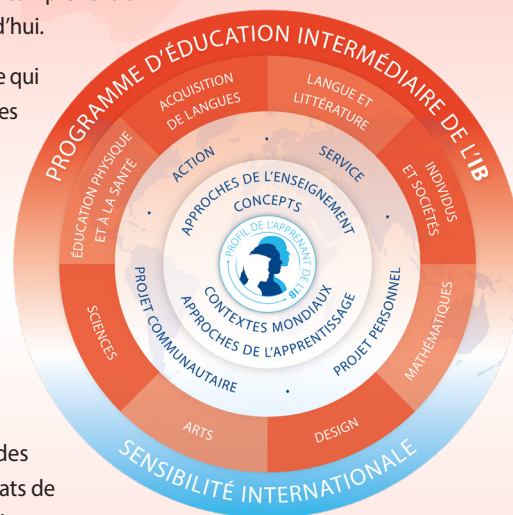 d'hui.
e qui
es
PROGRAMME D'ÉDUCATION INTERMÉDIAIRE DE L'IB
ACQUISITION
DE LANGUES
LANGUE ET
LITTÉRATURE
ÉDUCATION PHYSIQUE
ET À LA SANTÉ
INDIVIDUS
ET SOCIÉTÉS
ACTION
SERVICE
APPROCHES DE L'ENSEIGNEMENT
CONCEPTS
PROFIL DE L'APPRENANT DE L'IB
CONTEXTES MONDIAUX
APPROCHES DE L'APPRENTISSAGE
PROJET COMMUNAUTAIRE
PROJET PERSONNEL
SCIENCES
MATHÉMATIQUES
ARTS
DESIGN
SENSIBILITÉ INTERNATIONALE
des
ats de